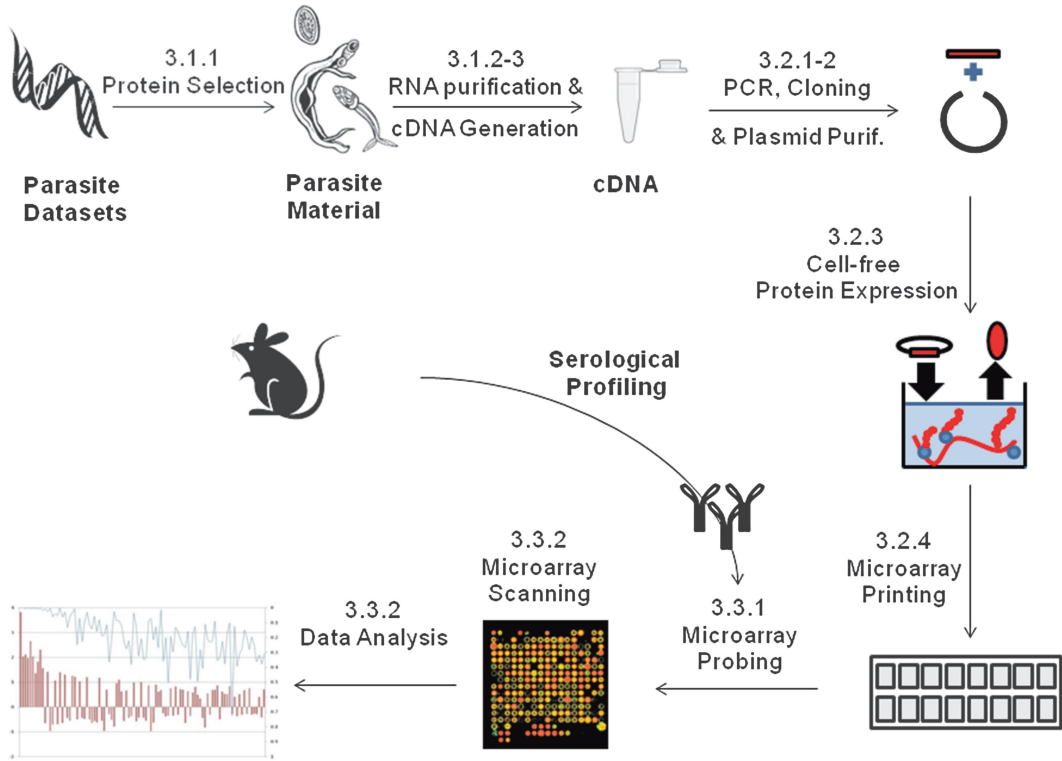 3.1.1
Protein Selection
3.1.2-3
RNA purification &
cDNA Generation
3.2.1-2
PCR, Cloning
& Plasmid Purif.
Parasite
Datasets
Parasite
Material
cDNA
3.2.3
Cell-free
Protein Expression
Serological
Profiling
3.2.4
Microarray
Printing
3.3.1
Microarray
Probing
3.3.2
Microarray
Scanning
3.3.2
Data Analysis